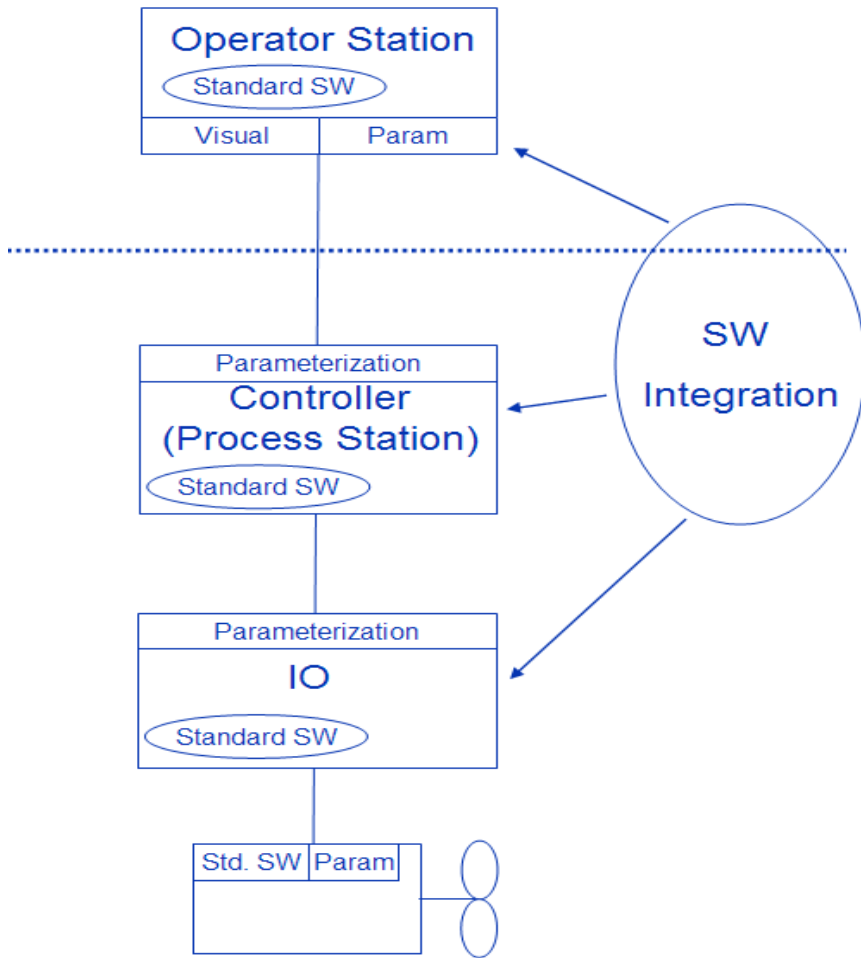 Operator Station
Standard SW
Visual
Param
SW
Integration
Parameterization
Controller
(Process Station)
Standard SW
Parameterization
IO
Standard SW
Std. SW
Param